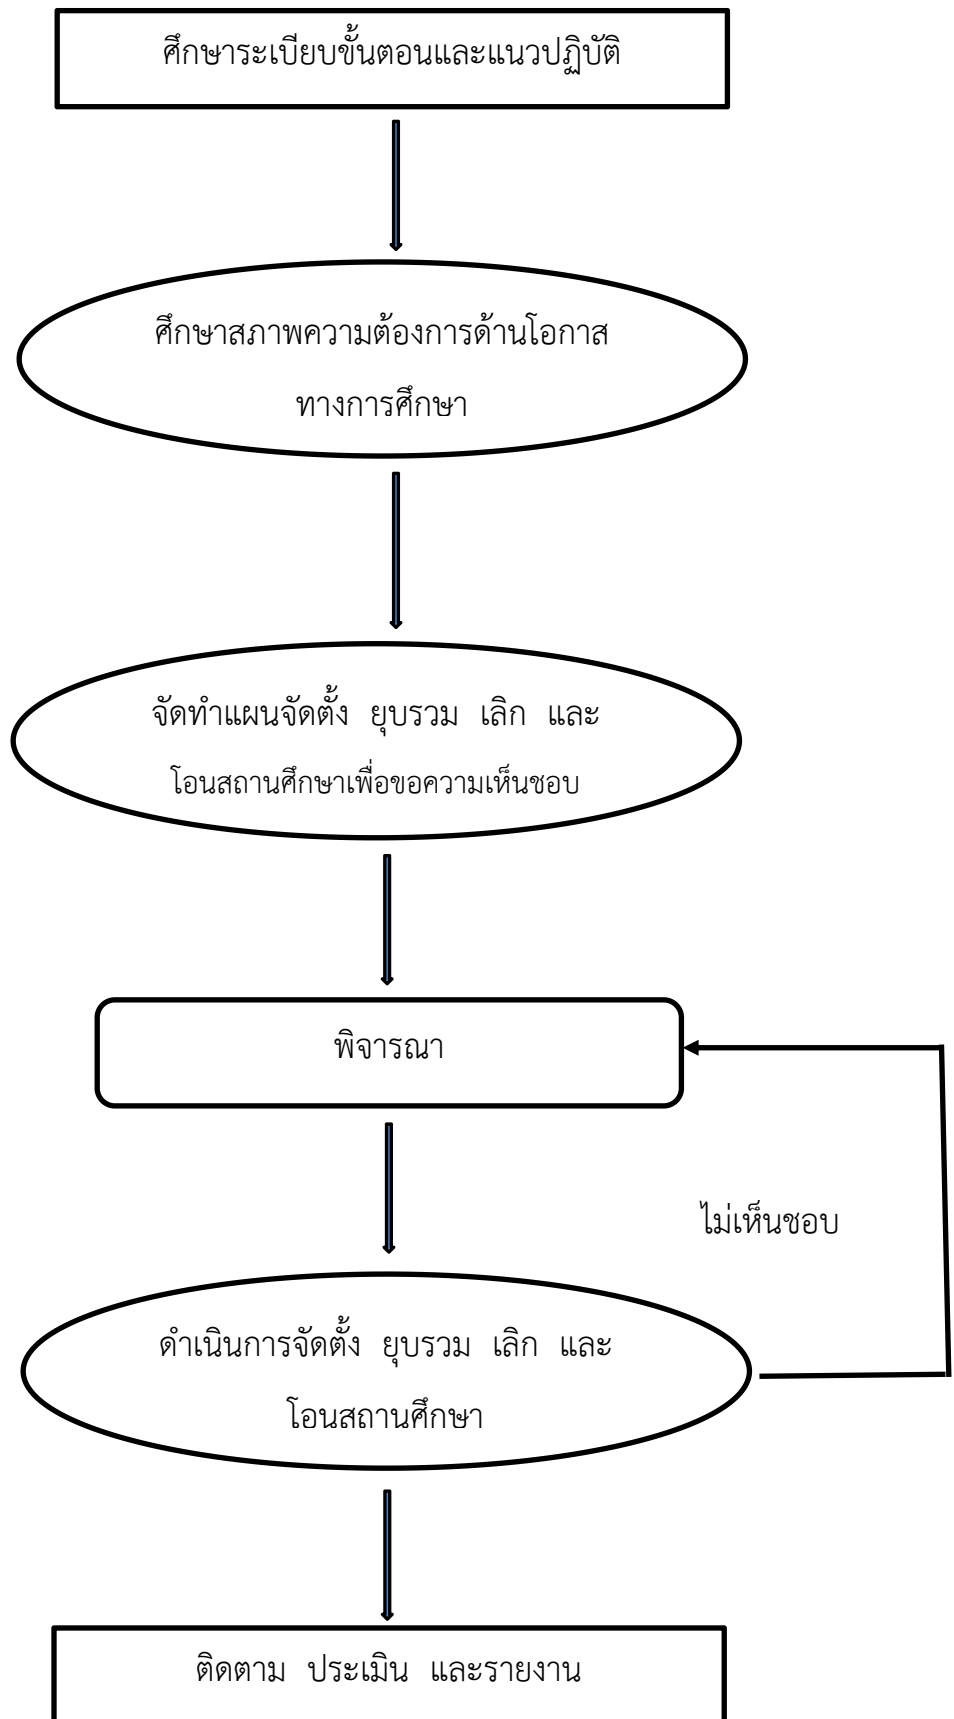 ศึกษาระเบียบขั้นตอนและแนวปฏิบัติ
ศึกษาสภาพความต้องการด้านโอกาส
ทางการศึกษา
จัดทำแผนจัดตั้ง ยุบรวม เลิก และ
โอนสถานศึกษาเพื่อขอความเห็นชอบ
พิจารณา
ไม่เห็นชอบ
ดำเนินการจัดตั้ง ยุบรวม เลิก และ
โอนสถานศึกษา
ติดตาม ประเมิน และรายงาน